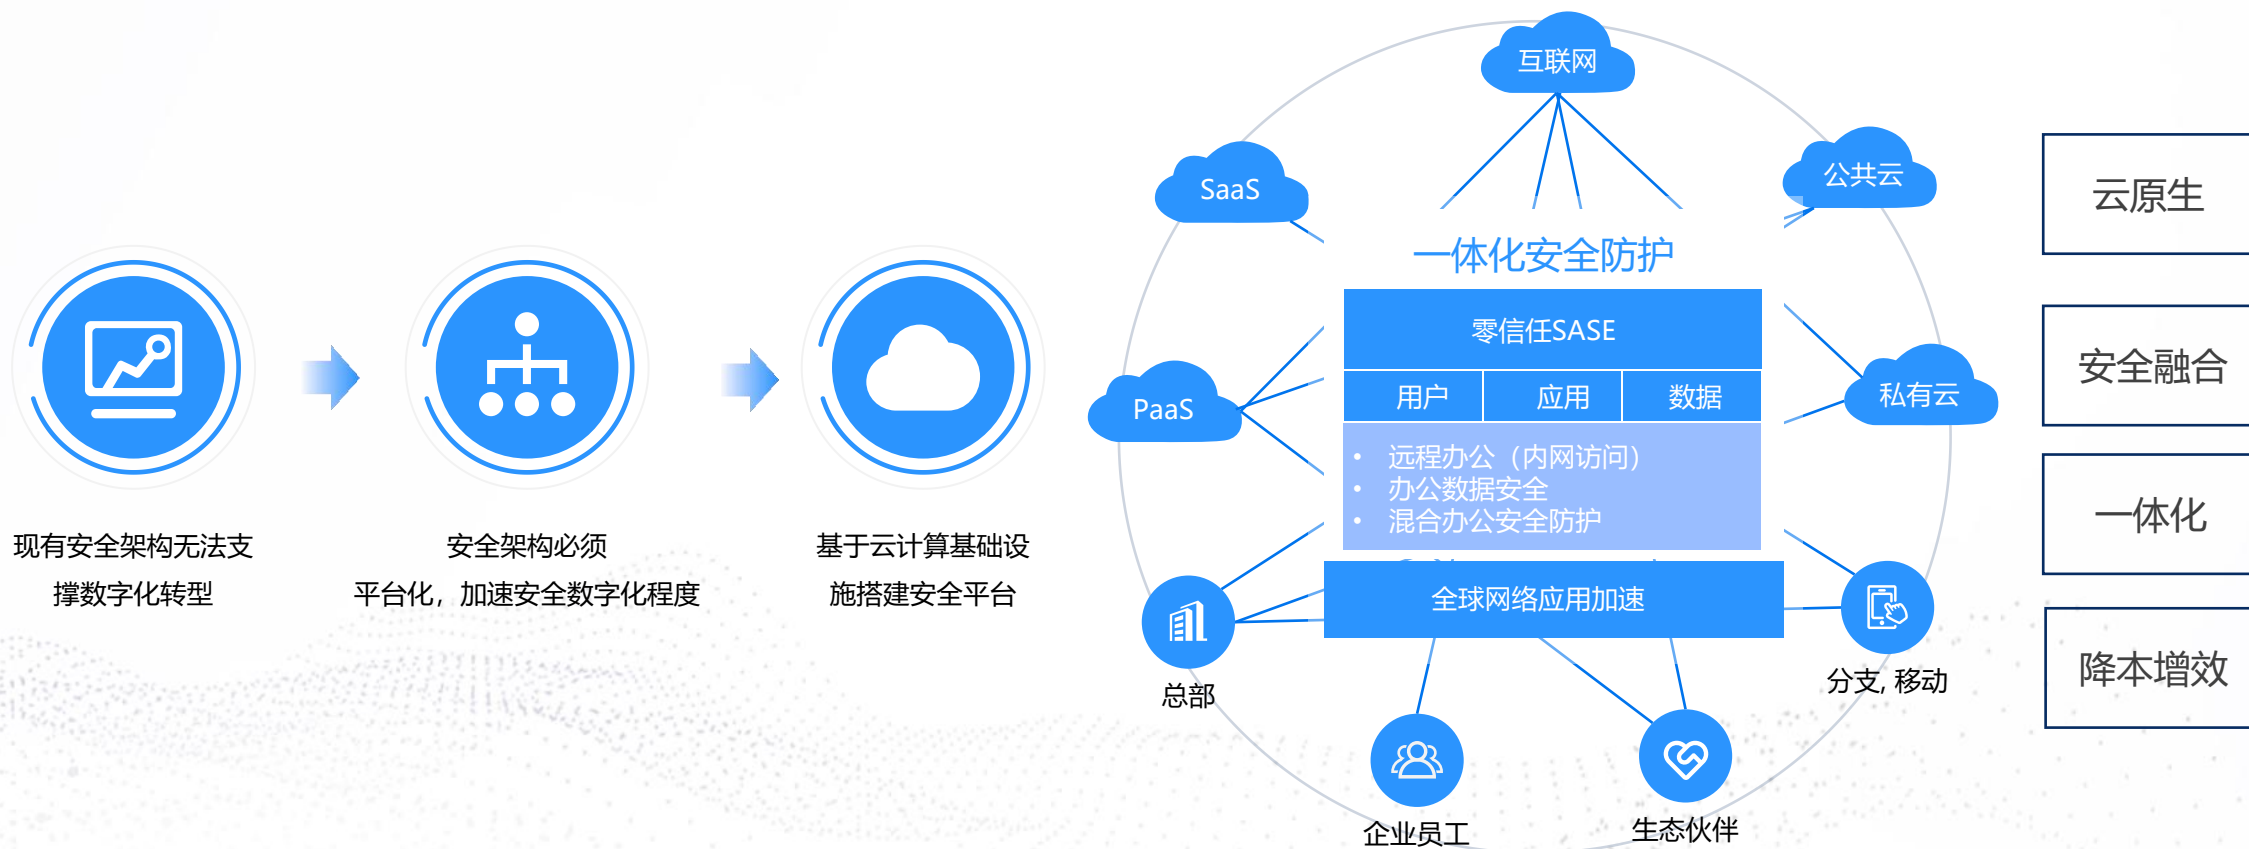 现有安全架构无法支
撑数字化转型
安全架构必须
平台化，加速安全数字化程度
基于云计算基础设
施搭建安全平台
互联网
SaaS
公共云
PaaS
私有云
一体化安全防护
零信任SASE
用户
应用
数据
• 远程办公（内网访问）
• 办公数据安全
• 混合办公安全防护
全球网络应用加速
总部
分支, 移动
企业员工
生态伙伴
云原生
安全融合
一体化
降本增效